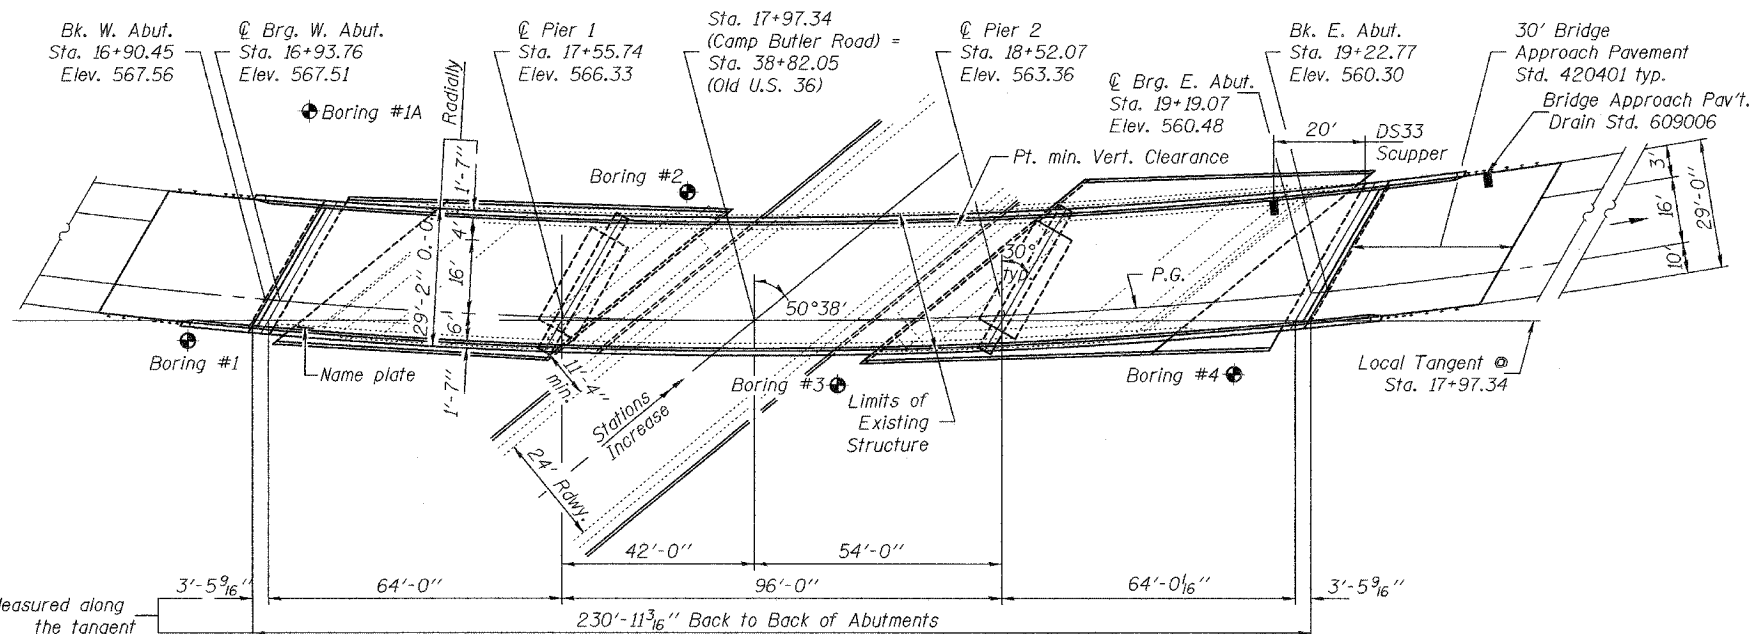 Bk. W. Abut.
Sta. 16+90.45
Elev. 567.56
℄ Brg. W. Abut.
Sta. 16+93.76
Elev. 567.51
℄ Pier 1
Sta. 17+55.74
Elev. 566.33
Sta. 17+97.34
(Camp Butler Road) =
Sta. 38+82.05
(Old U.S. 36)
℄ Pier 2
Sta. 18+52.07
Elev. 563.36
℄ Brg. E. Abut.
Sta. 19+19.07
Elev. 560.48
Bk. E. Abut.
Sta. 19+22.77
Elev. 560.30
30' Bridge
Approach Pavement
Std. 420401 typ.
Bridge Approach Pav't.
Drain Std. 609006
Boring #1A
Radially
1'-7"
Boring #2
Pt. min. Vert. Clearance
20'
DS33
Scupper
3'
16'
10'
29'-0"
4'
16'
6'
29'-2" O.-O.
1'-7"
30°
typ.
P.G.
50°38'
Boring #1
Name plate
11'-4"
min.
Boring #3
Boring #4
Local Tangent @
Sta. 17+97.34
Limits of
Existing
Structure
Stations
Increase
24' Rdwy.
42'-0"
54'-0"
3'-5 9/16"
64'-0"
96'-0"
64'-0 1/16"
3'-5 9/16"
Measured along
the tangent
230'-11 3/16" Back to Back of Abutments